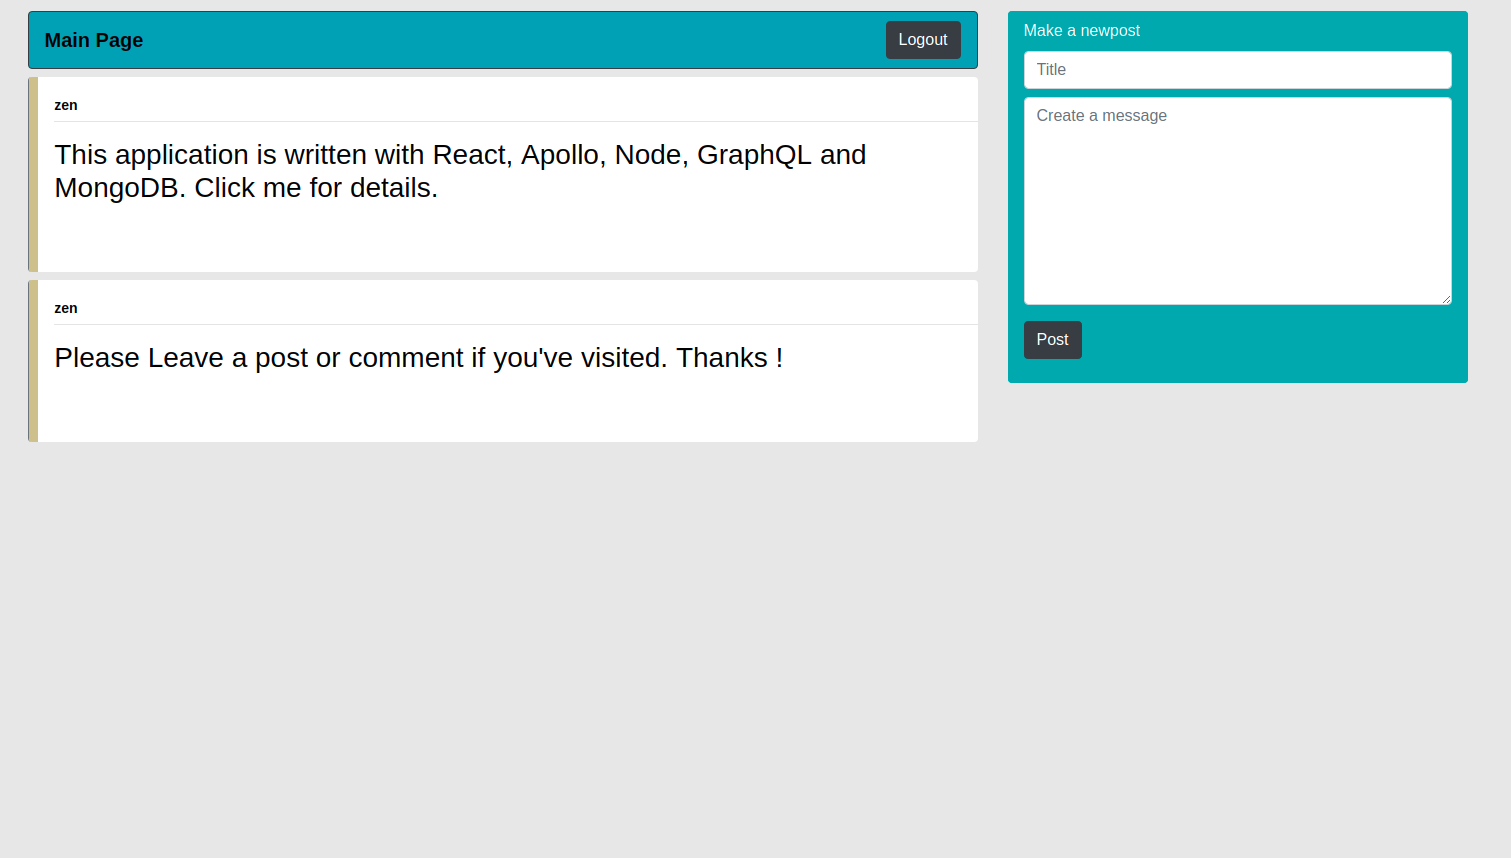 Main Page
Logout
zen
This application is written with React, Apollo, Node, GraphQL and
MongoDB. Click me for details.
zen
Please Leave a post or comment if you've visited. Thanks !
Make a newpost
Title
Create a message
Post